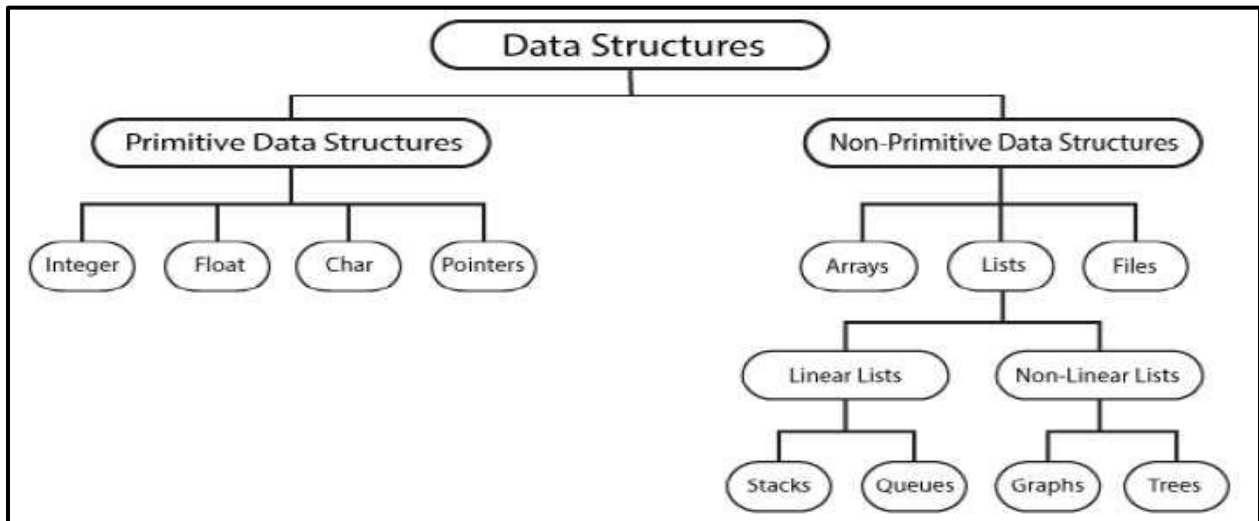 Data Structures
Primitive Data Structures
Non-Primitive Data Structures
Integer
Float
Char
Pointers
Arrays
Lists
Files
Linear Lists
Non-Linear Lists
Stacks
Queues
Graphs
Trees